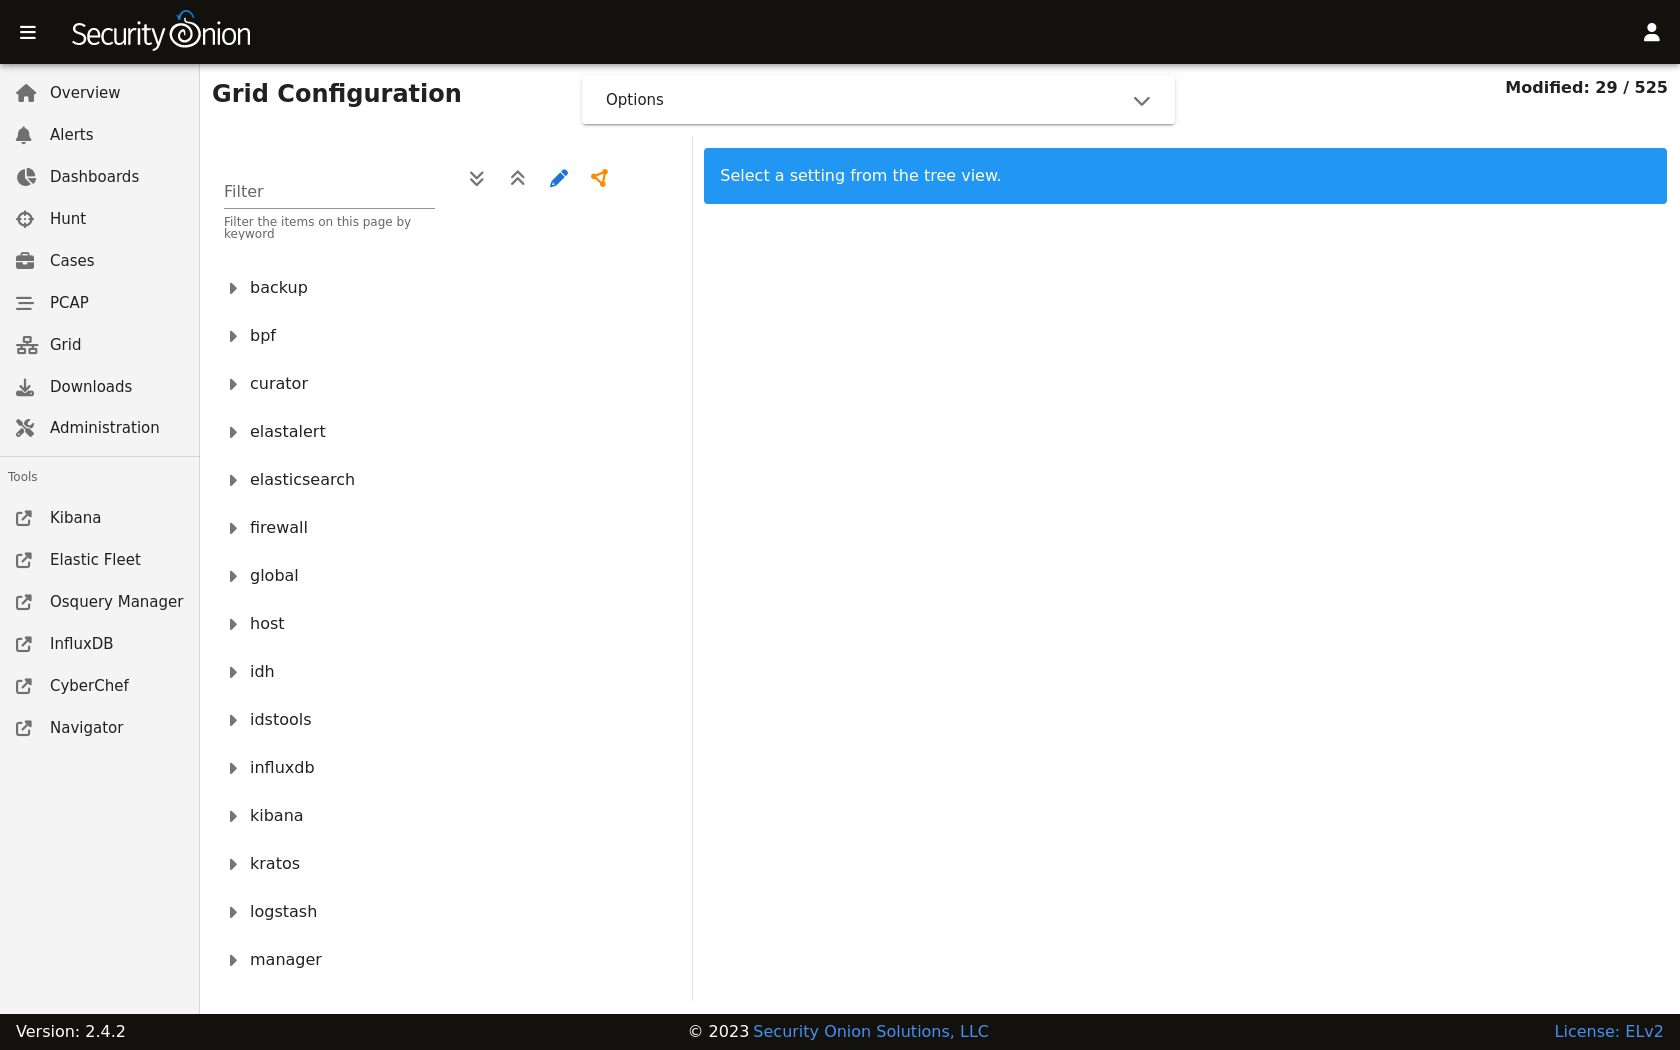 Security Onion
Overview
Alerts
Dashboards
Hunt
Cases
PCAP
Grid
Downloads
Administration
Tools
Kibana
Elastic Fleet
Osquery Manager
InfluxDB
CyberChef
Navigator
Grid Configuration
Options
Modified: 29 / 525
Filter
Filter the items on this page by
keyword
backup
bpf
curator
elastalert
elasticsearch
firewall
global
host
idh
idstools
influxdb
kibana
kratos
logstash
manager
Select a setting from the tree view.
Version: 2.4.2
© 2023 Security Onion Solutions, LLC
License: ELv2